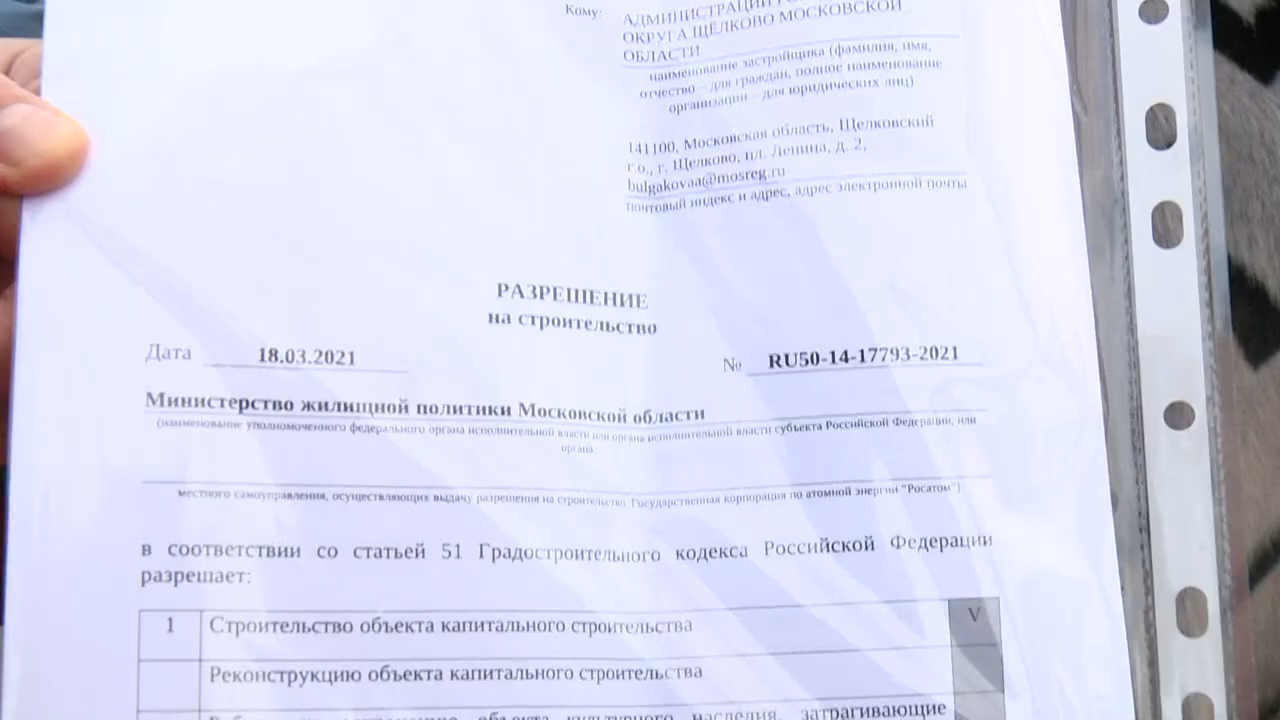 Кому:
АДМИНИСТРАЦИИ
ОКРУГА ЩЁЛКОВО МОСКОВСКОЙ
ОБЛАСТИ
наименование застройщика (фамилия, имя,
отчество – для граждан, полное наименование
организации – для юридических лиц)
141100, Московская область, Щелковский
г.о., г. Щелково, пл. Ленина, д. 2,
bulgakovaa@mosreg.ru
почтовый индекс и адрес, адрес электронной почты
РАЗРЕШЕНИЕ
на строительство
Дата 18.03.2021 № RU50-14-17793-2021
Министерство жилищной политики Московской области
(наименование уполномоченного федерального органа исполнительной власти или органа исполнительной власти субъекта Российской Федерации, или
органа
местного самоуправления, осуществляющих выдачу разрешения на строительство. Государственная корпорация по атомной энергии "Росатом")
в соответствии со статьей 51 Градостроительного кодекса Российской Федерации
разрешает:
1 Строительство объекта капитального строительства V
Реконструкцию объекта капитального строительства
объекта культурного наследия, затрагивающие